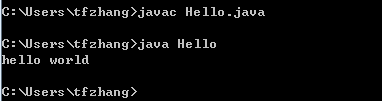 C:\Users\tfzhang>javac Hello.java
C:\Users\tfzhang>java Hello
hello world
C:\Users\tfzhang>